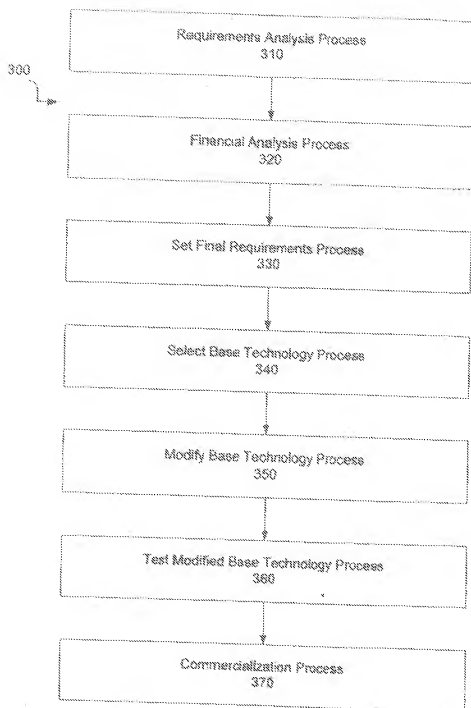 Requirements Analysis Process
310
300
Financial Analysis Process
320
Set Final Requirements Process
330
Select Base Technology Process
340
Modify Base Technology Process
350
Test Modified Base Technology Process
360
Commercialization Process
370